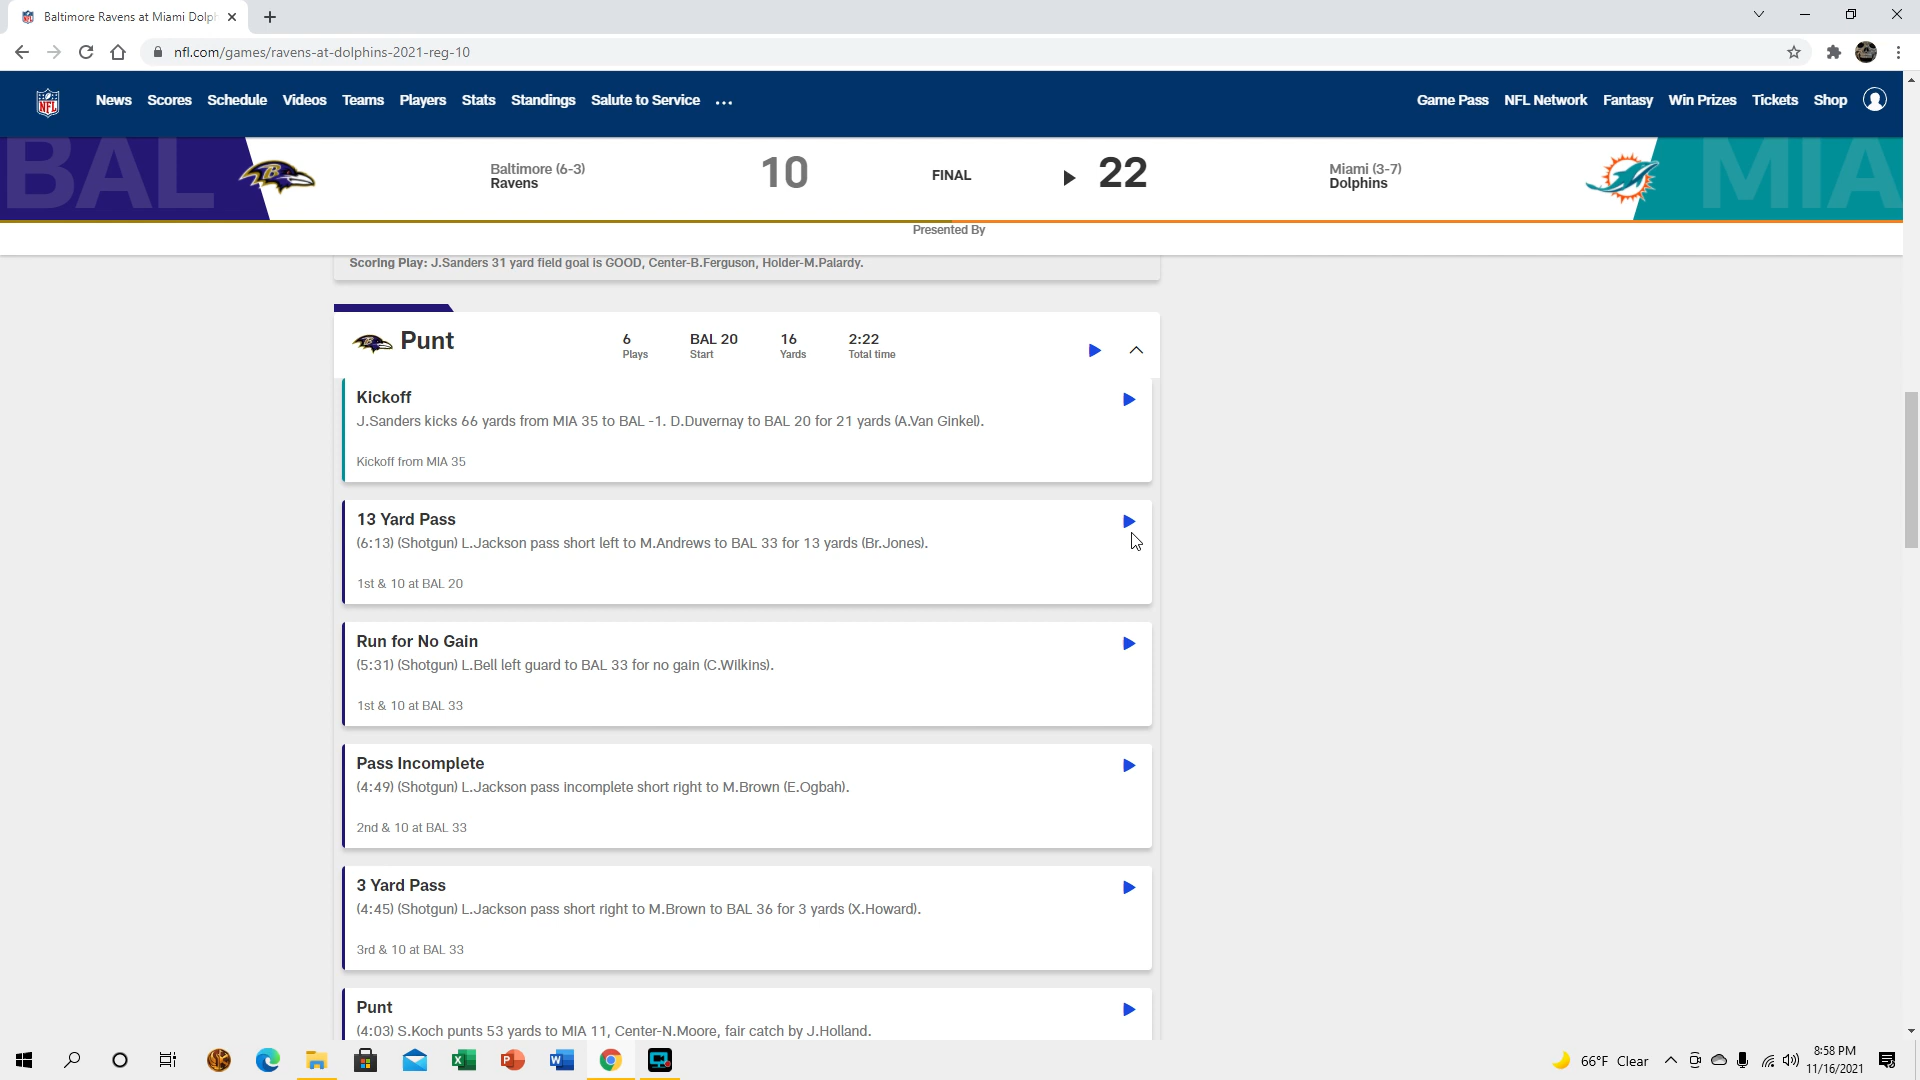 Baltimore Ravens at Miami Dolph
nfl.com/games/ravens-at-dolphins-2021-reg-10
NFL News Scores Schedule Videos Teams Players Stats Standings Salute to Service ... Game Pass NFL Network Fantasy Win Prizes Tickets Shop
BAL Baltimore (6-3) 10 FINAL 22 Miami (3-7) MIA
Ravens Dolphins
Presented By
Scoring Play: J.Sanders 31 yard field goal is GOOD, Center-B.Ferguson, Holder-M.Palardy.
Punt 6 BAL 20 16 2:22
Plays Start Yards Total time
Kickoff
J.Sanders kicks 66 yards from MIA 35 to BAL -1. D.Duvernay to BAL 20 for 21 yards (A.Van Ginkel).
Kickoff from MIA 35
13 Yard Pass
(6:13) (Shotgun) L.Jackson pass short left to M.Andrews to BAL 33 for 13 yards (Br.Jones).
1st & 10 at BAL 20
Run for No Gain
(5:31) (Shotgun) L.Bell left guard to BAL 33 for no gain (C.Wilkins).
1st & 10 at BAL 33
Pass Incomplete
(4:49) (Shotgun) L.Jackson pass incomplete short right to M.Brown (E.Ogbah).
2nd & 10 at BAL 33
3 Yard Pass
(4:45) (Shotgun) L.Jackson pass short right to M.Brown to BAL 36 for 3 yards (X.Howard).
3rd & 10 at BAL 33
Punt
(4:03) S.Koch punts 53 yards to MIA 11, Center-N.Moore, fair catch by J.Holland.
66°F Clear 8:58 PM
11/16/2021